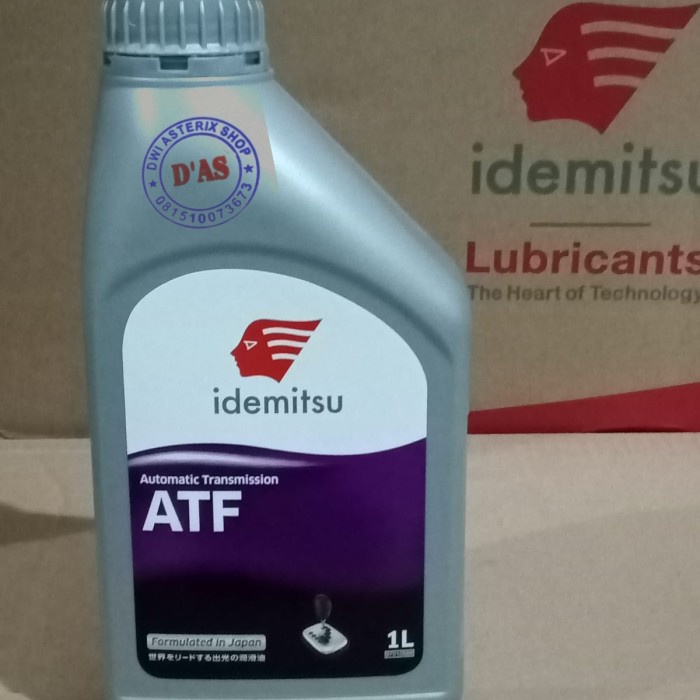 DWI ASTERIX SHOP
D'AS
081510073673
idemitsu
Automatic Transmission
ATF
Formulated in Japan
世界をリードする出光の潤滑油
1L
idemitsu
Lubricants
The Heart of Technology